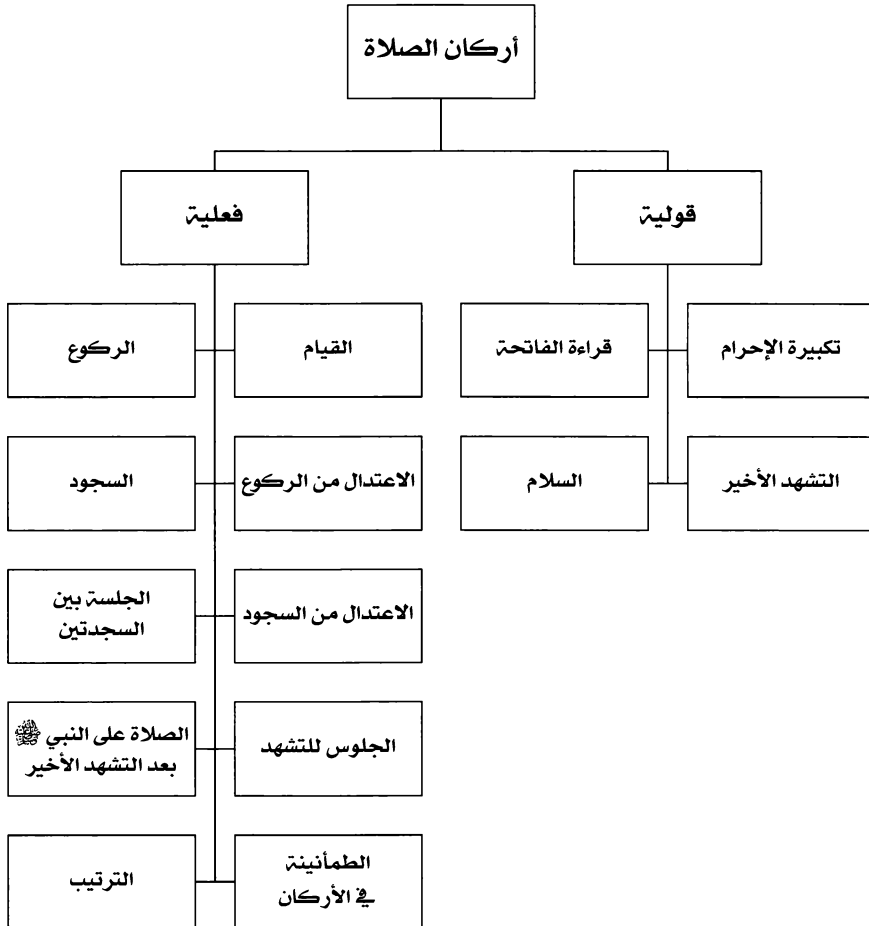 أركان الصلاة
قولية
فعلية
تكبيرة الإحرام
قراءة الفاتحة
القيام
الركوع
التشهد الأخير
السلام
الاعتدال من الركوع
السجود
الاعتدال من السجود
الجلسة بين
السجدتين
الجلوس للتشهد
الصلاة على النبي ﷺ
بعد التشهد الأخير
الطمأنينة
في الأركان
الترتيب